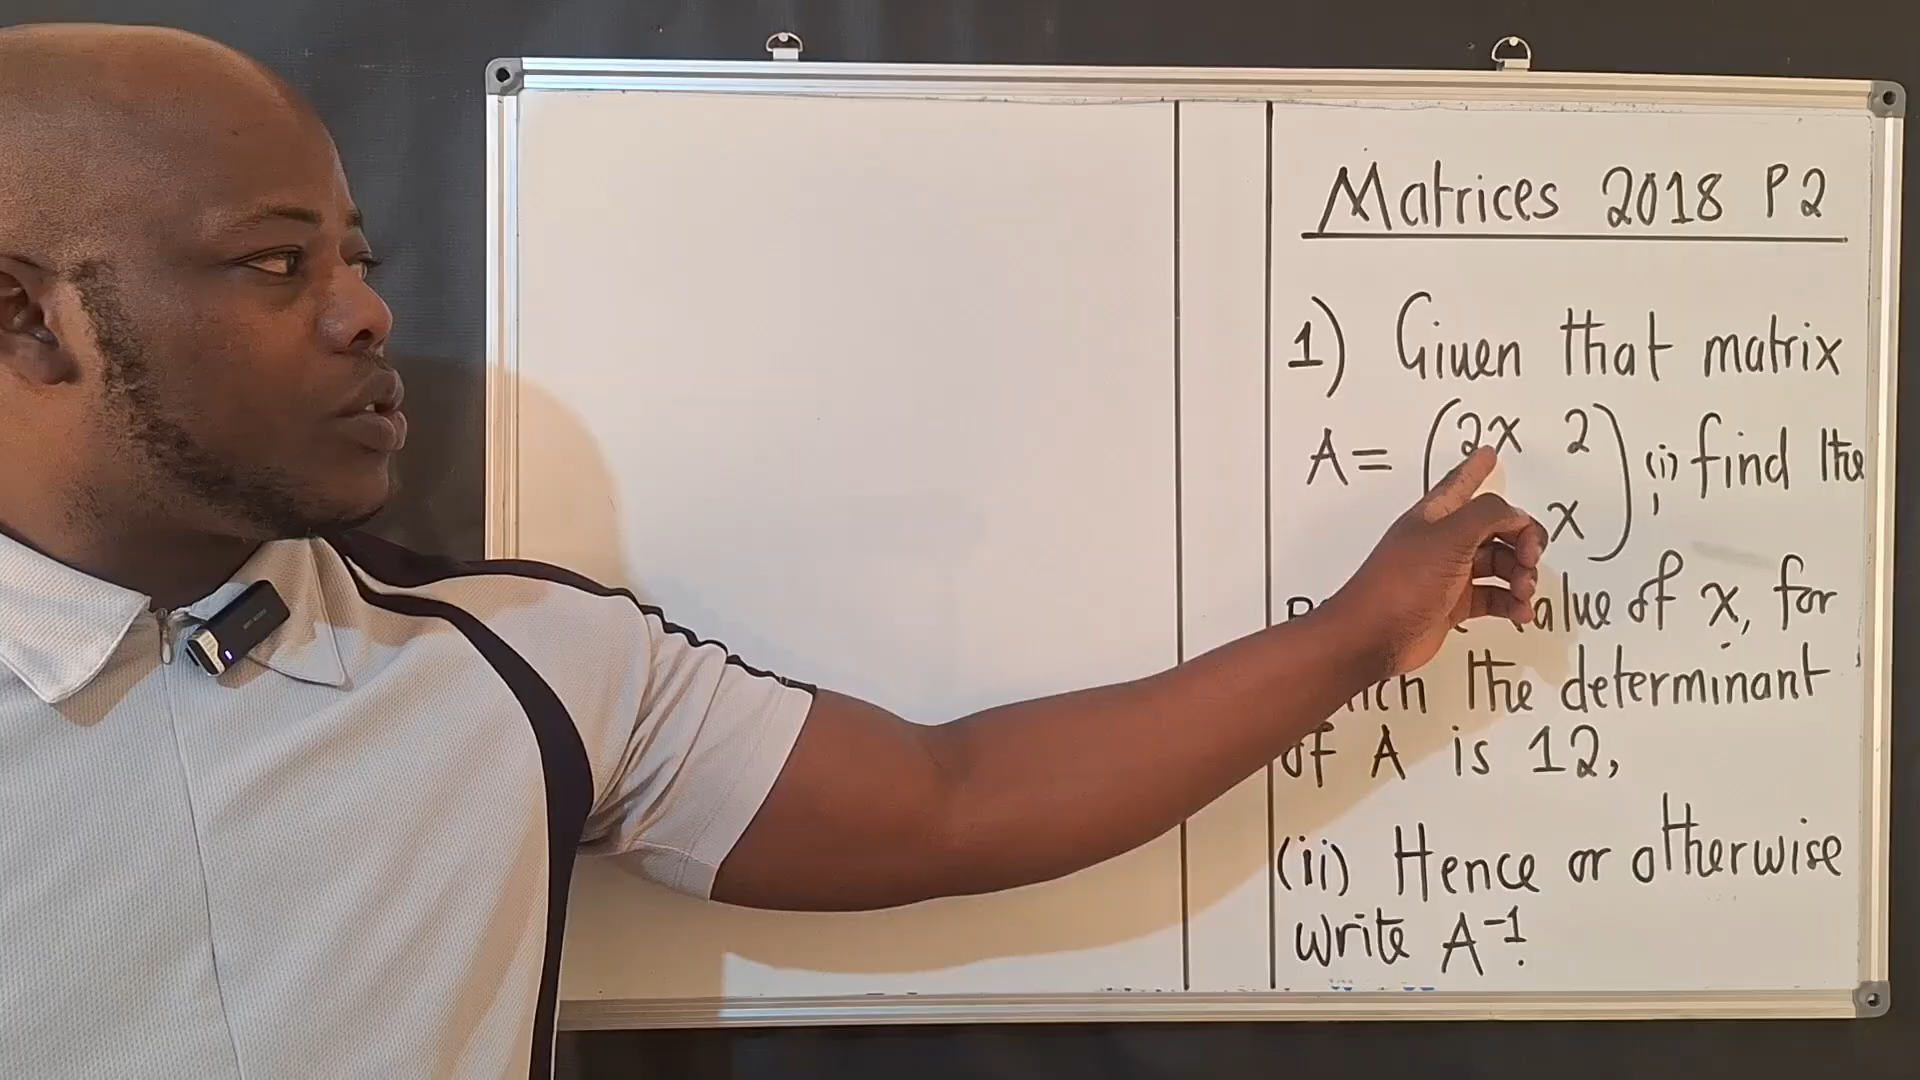 Matrices 2018 P2
1) Given that matrix
A = (2x 2
x) ; (i) find the
value of x, for
the determinant
of A is 12,
(ii) Hence or otherwise
Write A⁻¹.